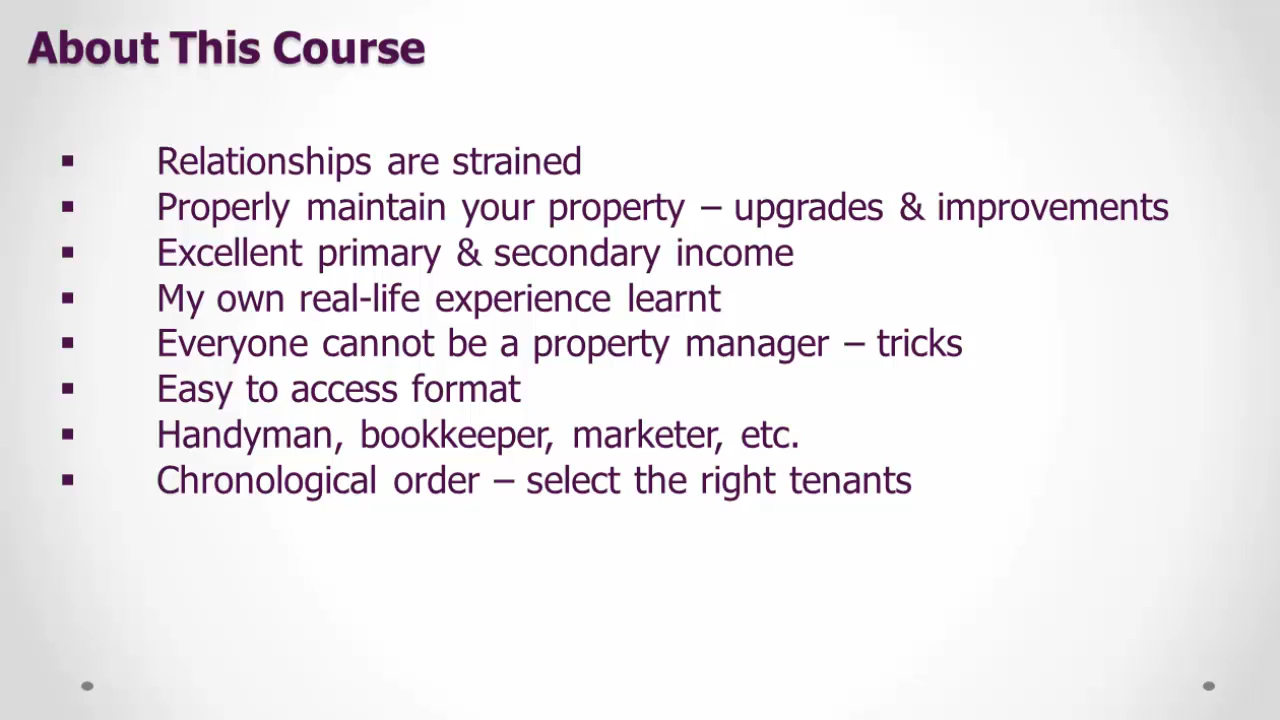 About This Course
▪ Relationships are strained
▪ Properly maintain your property – upgrades & improvements
▪ Excellent primary & secondary income
▪ My own real-life experience learnt
▪ Everyone cannot be a property manager – tricks
▪ Easy to access format
▪ Handyman, bookkeeper, marketer, etc.
▪ Chronological order – select the right tenants